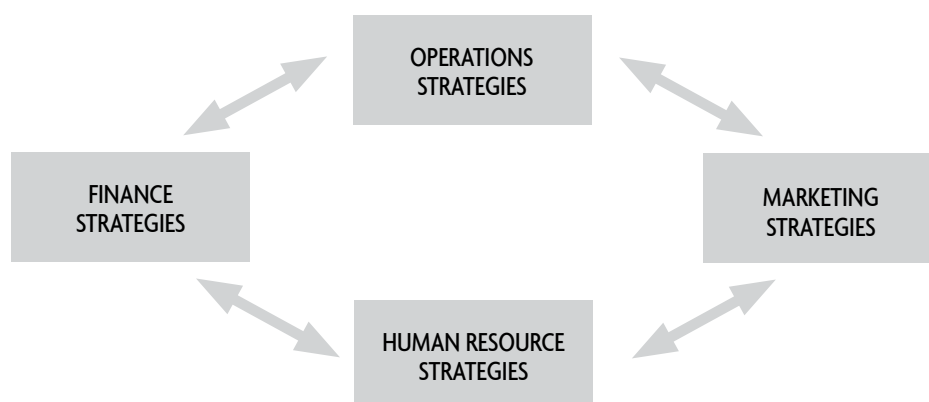 OPERATIONS
STRATEGIES
FINANCE
STRATEGIES
MARKETING
STRATEGIES
HUMAN RESOURCE
STRATEGIES